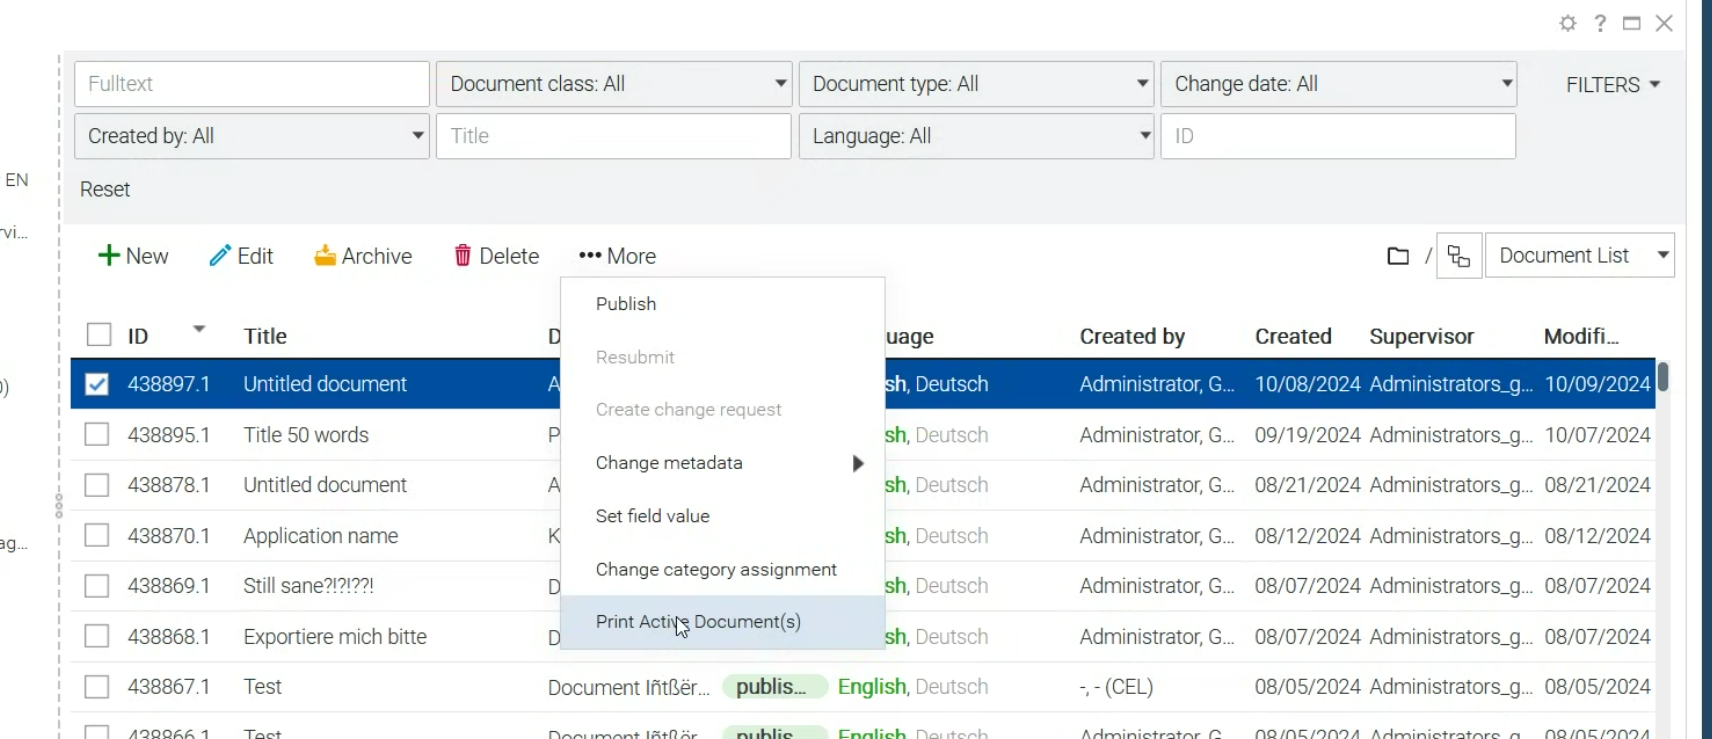 Fulltext Document class: All Document type: All Change date: All FILTERS
Created by: All Title Language: All ID
EN
Reset
rvi...
New Edit Archive Delete ••• More / Document List
Publish
ID Title D uage Created by Created Supervisor Modifi...
Resubmit
438897.1 Untitled document A sh, Deutsch Administrator, G... 10/08/2024 Administrators_g... 10/09/2024
Create change request
438895.1 Title 50 words P sh, Deutsch Administrator, G... 09/19/2024 Administrators_g... 10/07/2024
Change metadata
438878.1 Untitled document A sh, Deutsch Administrator, G... 08/21/2024 Administrators_g... 08/21/2024
Set field value
438870.1 Application name K sh, Deutsch Administrator, G... 08/12/2024 Administrators_g... 08/12/2024
ag...
Change category assignment
438869.1 Still sane?!?!??! D sh, Deutsch Administrator, G... 08/07/2024 Administrators_g... 08/07/2024
Print Active Document(s)
438868.1 Exportiere mich bitte D sh, Deutsch Administrator, G... 08/07/2024 Administrators_g... 08/07/2024
438867.1 Test Document Iñtßër... publis... English, Deutsch -, - (CEL) 08/05/2024 Administrators_g... 08/05/2024
438866.1 Test Document Iñtßër... publis... English, Deutsch Administrator, G... 08/05/2024 Administrators_g... 08/05/2024